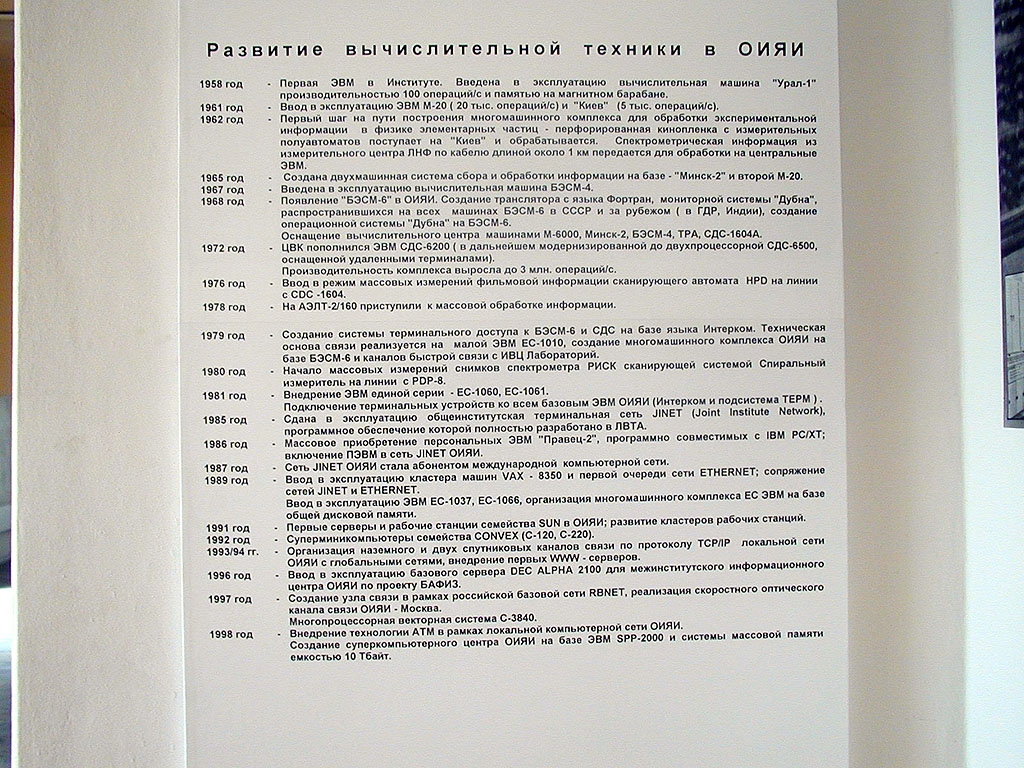 Развитие вычислительной техники в ОИЯИ
1958 год - Первая ЭВМ в Институте. Введена в эксплуатацию вычислительная машина "Урал-1"
производительностью 100 операций/с и памятью на магнитном барабане.
1961 год - Ввод в эксплуатацию ЭВМ М-20 ( 20 тыс. операций/с) и "Киев" (5 тыс. операций/с).
1962 год - Первый шаг на пути построения многомашинного комплекса для обработки экспериментальной
информации в физике элементарных частиц - перфорированная кинопленка с измерительных
полуавтоматов поступает на "Киев" и обрабатывается. Спектрометрическая информация из
измерительного центра ЛНФ по кабелю длиной около 1 км передается для обработки на центральные
ЭВМ.
1965 год - Создана двухмашинная система сбора и обработки информации на базе - "Минск-2" и второй М-20.
1967 год - Введена в эксплуатацию вычислительная машина БЭСМ-4.
1968 год - Появление "БЭСМ-6" в ОИЯИ. Создание транслятора с языка Фортран, мониторной системы "Дубна",
распространившихся на всех машинах БЭСМ-6 в СССР и за рубежом ( в ГДР, Индии), создание
операционной системы "Дубна" на БЭСМ-6.
Оснащение вычислительного центра машинами М-6000, Минск-2, БЭСМ-4, ТРА, СДС-1604А.
1972 год - ЦВК пополнился ЭВМ СДС-6200 ( в дальнейшем модернизированной до двухпроцессорной СДС-6500,
оснащенной удаленными терминалами).
Производительность комплекса выросла до 3 млн. операций/с.
1976 год - Ввод в режим массовых измерений фильмовой информации сканирующего автомата HPD на линии
с CDC -1604.
1978 год - На АЭЛТ-2/160 приступили к массовой обработке информации.
1979 год - Создание системы терминального доступа к БЭСМ-6 и СДС на базе языка Интерком. Техническая
основа связи реализуется на малой ЭВМ ЕС-1010, создание многомашинного комплекса ОИЯИ на
базе БЭСМ-6 и каналов быстрой связи с ИВЦ Лабораторий.
1980 год - Начало массовых измерений снимков спектрометра РИСК сканирующей системой Спиральный
измеритель на линии с PDP-8.
1981 год - Внедрение ЭВМ единой серии - ЕС-1060, ЕС-1061.
Подключение терминальных устройств ко всем базовым ЭВМ ОИЯИ (Интерком и подсистема ТЕРМ ) .
1985 год - Сдана в эксплуатацию общеинститутская терминальная сеть JINET (Joint Institute Network),
программное обеспечение которой полностью разработано в ЛВТА.
1986 год - Массовое приобретение персональных ЭВМ "Правец-2", программно совместимых с IBM PC/XT;
включение ПЭВМ в сеть JINET ОИЯИ.
1987 год - Сеть JINET ОИЯИ стала абонентом международной компьютерной сети.
1989 год - Ввод в эксплуатацию кластера машин VAX - 8350 и первой очереди сети ETHERNET; сопряжение
сетей JINET и ETHERNET.
Ввод в эксплуатацию ЭВМ ЕС-1037, ЕС-1066, организация многомашинного комплекса ЕС ЭВМ на базе
общей дисковой памяти.
1991 год - Первые серверы и рабочие станции семейства SUN в ОИЯИ; развитие кластеров рабочих станций.
1992 год - Суперминикомпьютеры семейства CONVEX (C-120, C-220).
1993/94 гг. - Организация наземного и двух спутниковых каналов связи по протоколу TCP/IP локальной сети
ОИЯИ с глобальными сетями, внедрение первых WWW - серверов.
1996 год - Ввод в эксплуатацию базового сервера DEC ALPHA 2100 для межинститутского информационного
центра ОИЯИ по проекту БАФИЗ.
1997 год - Создание узла связи в рамках российской базовой сети RBNET, реализация скоростного оптического
канала связи ОИЯИ - Москва.
Многопроцессорная векторная система С-3840.
1998 год - Внедрение технологии АТМ в рамках локальной компьютерной сети ОИЯИ.
Создание суперкомпьютерного центра ОИЯИ на базе ЭВМ SPP-2000 и системы массовой памяти
емкостью 10 Тбайт.